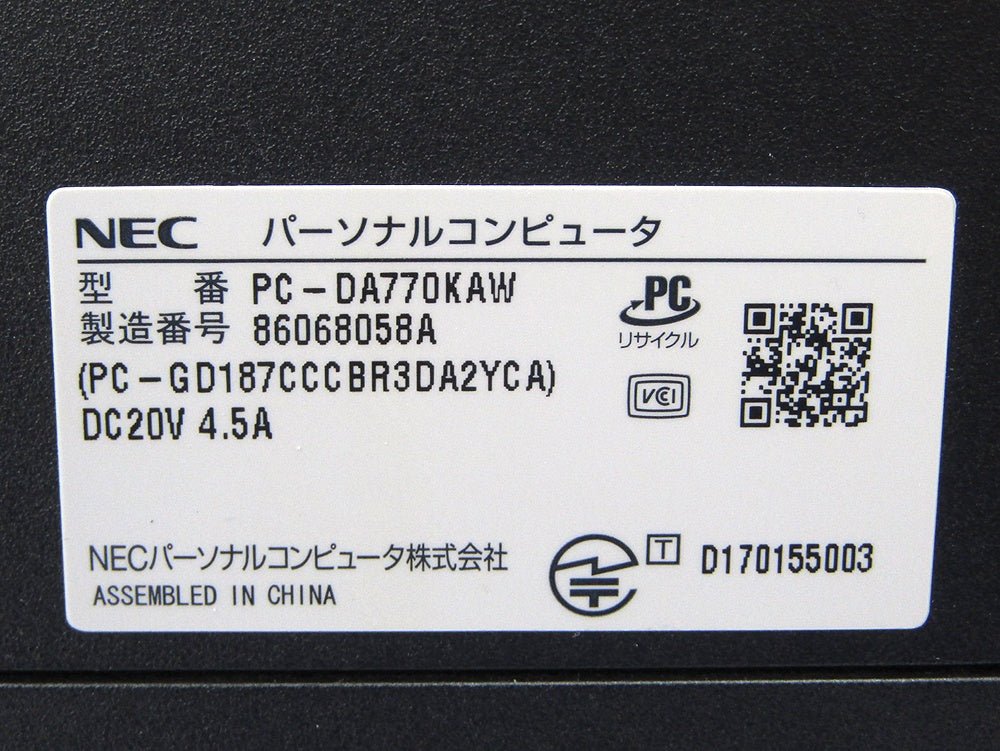 NEC パーソナルコンピュータ
型 番 PC-DA770KAW
製造番号 86068058A
(PC-GD187CCCBR3DA2YCA)
DC20V 4.5A
PC
リサイクル
VCCI
NECパーソナルコンピュータ株式会社
ASSEMBLED IN CHINA
T D170155003